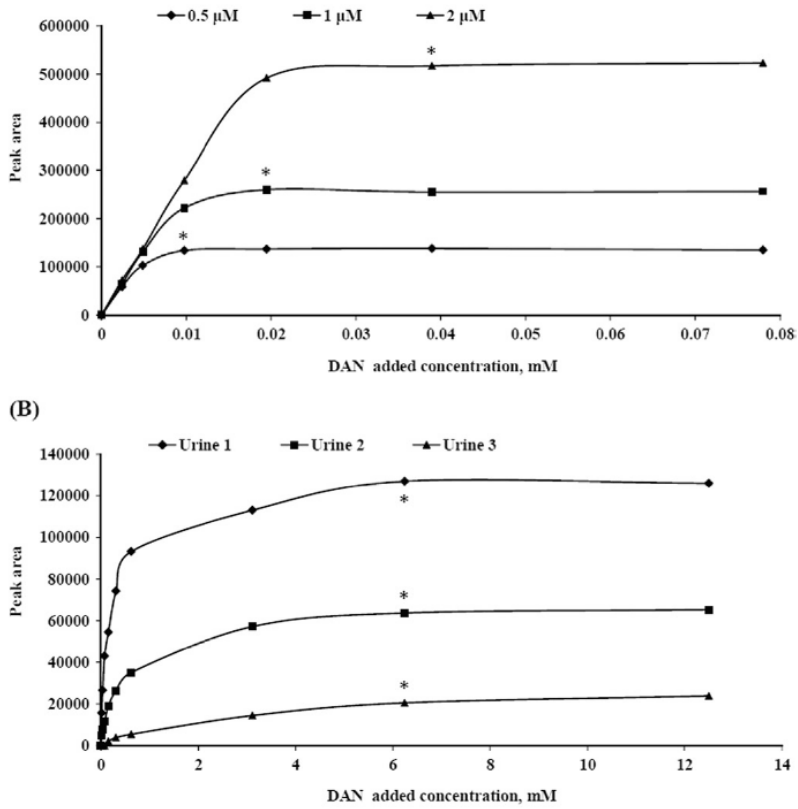 0.5 µM 1 µM 2 µM
600000
500000
400000
300000
200000
100000
0
Peak area
* * *
0 0.01 0.02 0.03 0.04 0.05 0.06 0.07 0.08
DAN added concentration, mM
(B)
Urine 1 Urine 2 Urine 3
140000
120000
100000
80000
60000
40000
20000
0
Peak area
* * *
0 2 4 6 8 10 12 14
DAN added concentration, mM